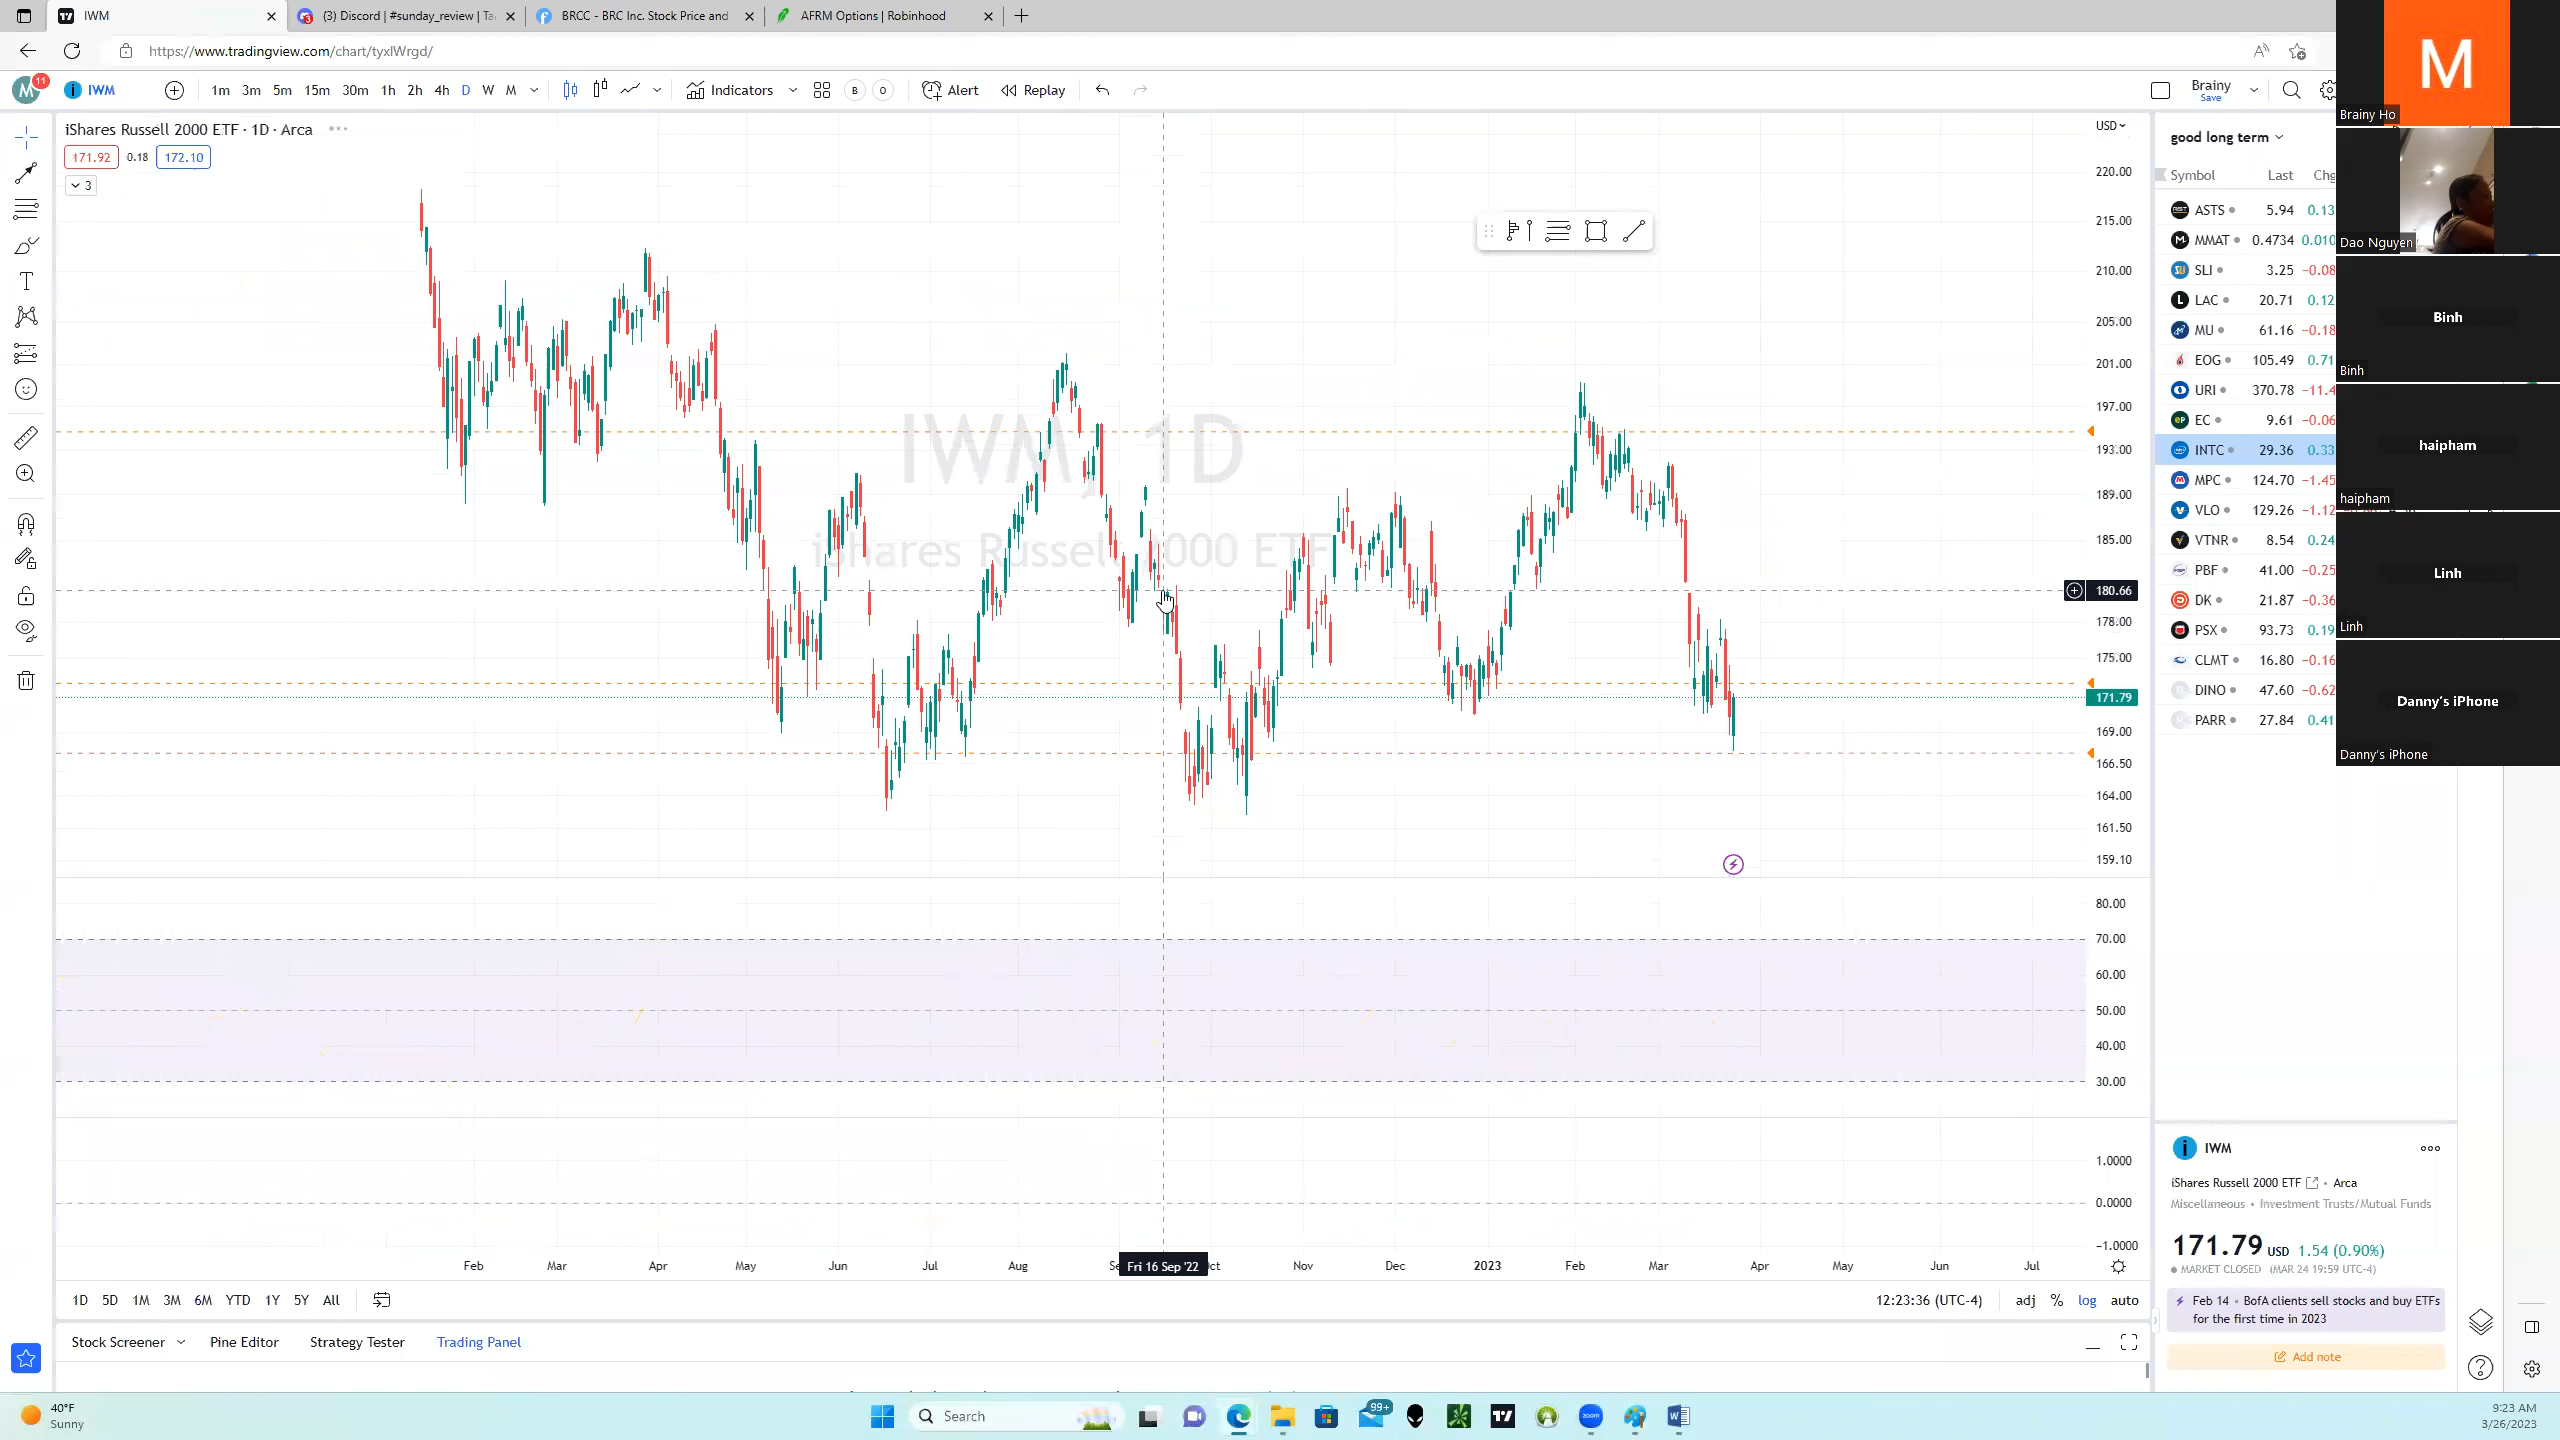 IWM
(3) Discord | #sunday_review | Ta
BRCC - BRC Inc. Stock Price and
AFRM Options | Robinhood
https://www.tradingview.com/chart/tyxlWrgd/
M 11
IWM
1m 3m 5m 15m 30m 1h 2h 4h D W M
Indicators
B
O
Alert
Replay
Brainy
Save
iShares Russell 2000 ETF · 1D · Arca
171.92 0.18 172.10
3
USD
220.00
215.00
210.00
205.00
201.00
197.00
193.00
189.00
185.00
180.66
178.00
175.00
171.79
169.00
166.50
164.00
161.50
159.10
IWM, 1D
iShares Russell 2000 ETF
80.00
70.00
60.00
50.00
40.00
30.00
1.0000
0.0000
−1.0000
Feb Mar Apr May Jun Jul Aug Fri 16 Sep '22 Nov Dec 2023 Feb Mar Apr May Jun Jul
1D 5D 1M 3M 6M YTD 1Y 5Y All
12:23:36 (UTC-4) adj % log auto
Stock Screener Pine Editor Strategy Tester Trading Panel
good long term
Symbol Last Chg
ASTS 5.94 0.13
MMAT 0.4734 0.010
SLI 3.25 −0.08
LAC 20.71 0.12
MU 61.16 −0.18
EOG 105.49 0.71
URI 370.78 −11.4
EC 9.61 −0.06
INTC 29.36 0.33
MPC 124.70 −1.45
VLO 129.26 −1.12
VTNR 8.54 0.24
PBF 41.00 −0.25
DK 21.87 −0.36
PSX 93.73 0.19
CLMT 16.80 −0.16
DINO 47.60 −0.62
PARR 27.84 0.41
IWM
iShares Russell 2000 ETF • Arca
Miscellaneous • Investment Trusts/Mutual Funds
171.79 USD 1.54 (0.90%)
MARKET CLOSED (MAR 24 19:59 UTC-4)
Feb 14 • BofA clients sell stocks and buy ETFs
for the first time in 2023
Add note
M
Brainy Ho
Dao Nguyen
Binh
Binh
haipham
haipham
Linh
Linh
Danny's iPhone
Danny's iPhone
40°F
Sunny
Search
99+
zoom
9:23 AM
3/26/2023